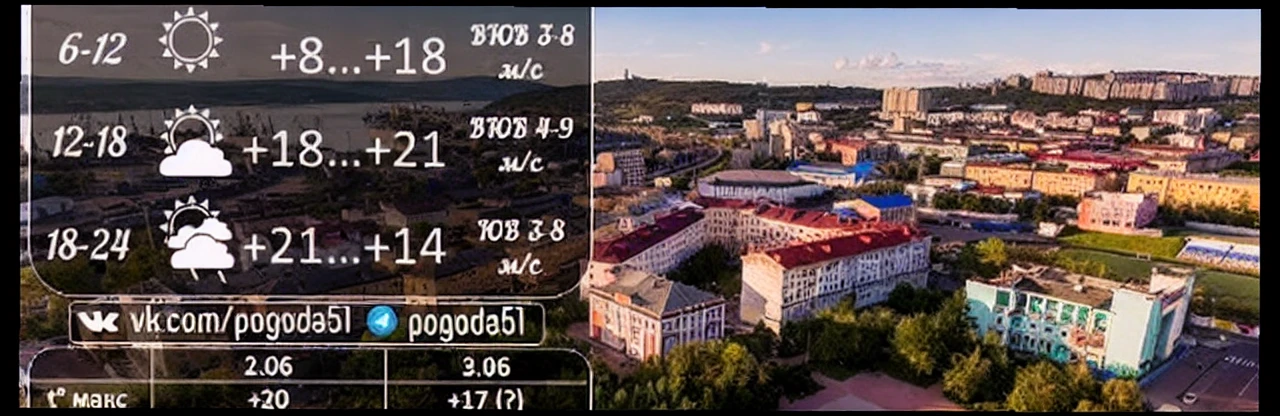 6-12 +8...+18 ВЮВ 3-8 м/с
12-18 +18...+21 ВЮВ 4-9 м/с
18-24 +21...+14 ЮВ 3-8 м/с
vk.com/pogoda51 pogoda51
2.06 3.06
t° макс +20 +17 (?)